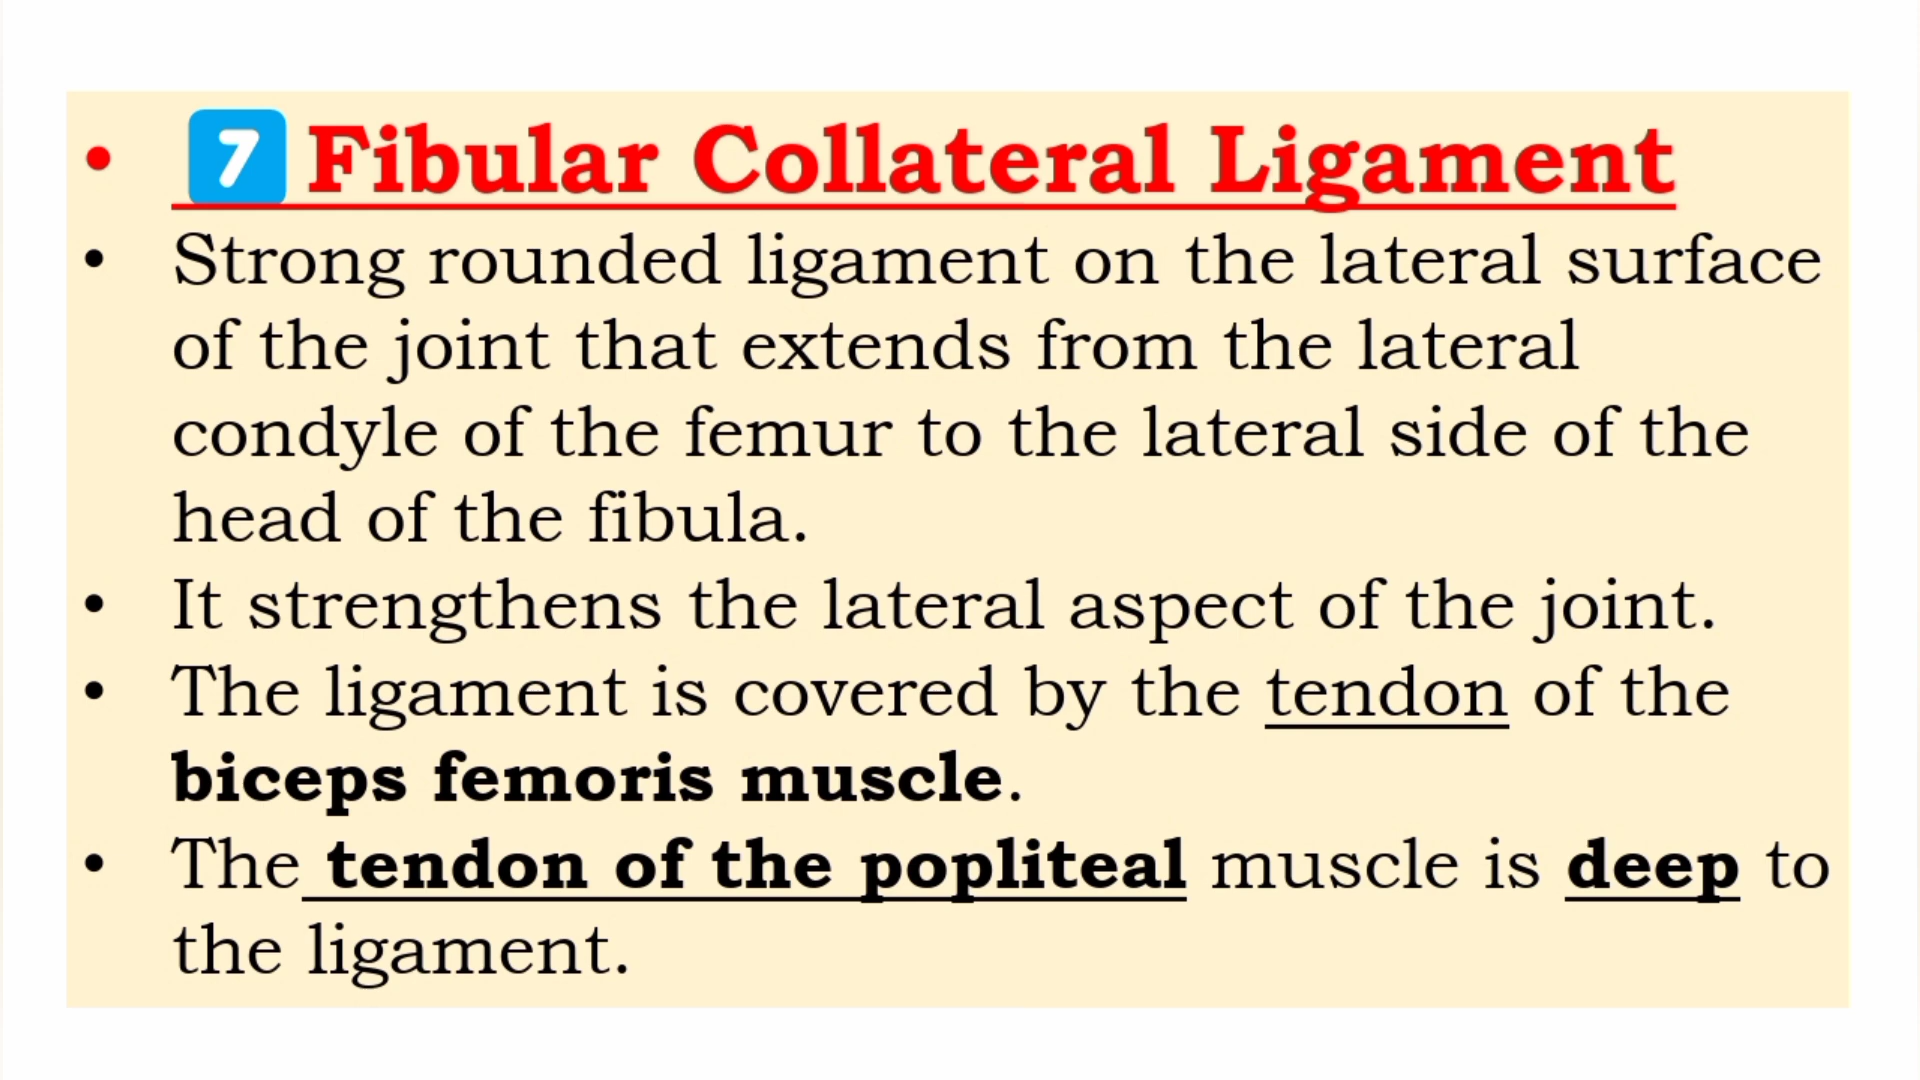 • 7 Fibular Collateral Ligament
• Strong rounded ligament on the lateral surface
of the joint that extends from the lateral
condyle of the femur to the lateral side of the
head of the fibula.
• It strengthens the lateral aspect of the joint.
• The ligament is covered by the tendon of the
biceps femoris muscle.
• The tendon of the popliteal muscle is deep to
the ligament.